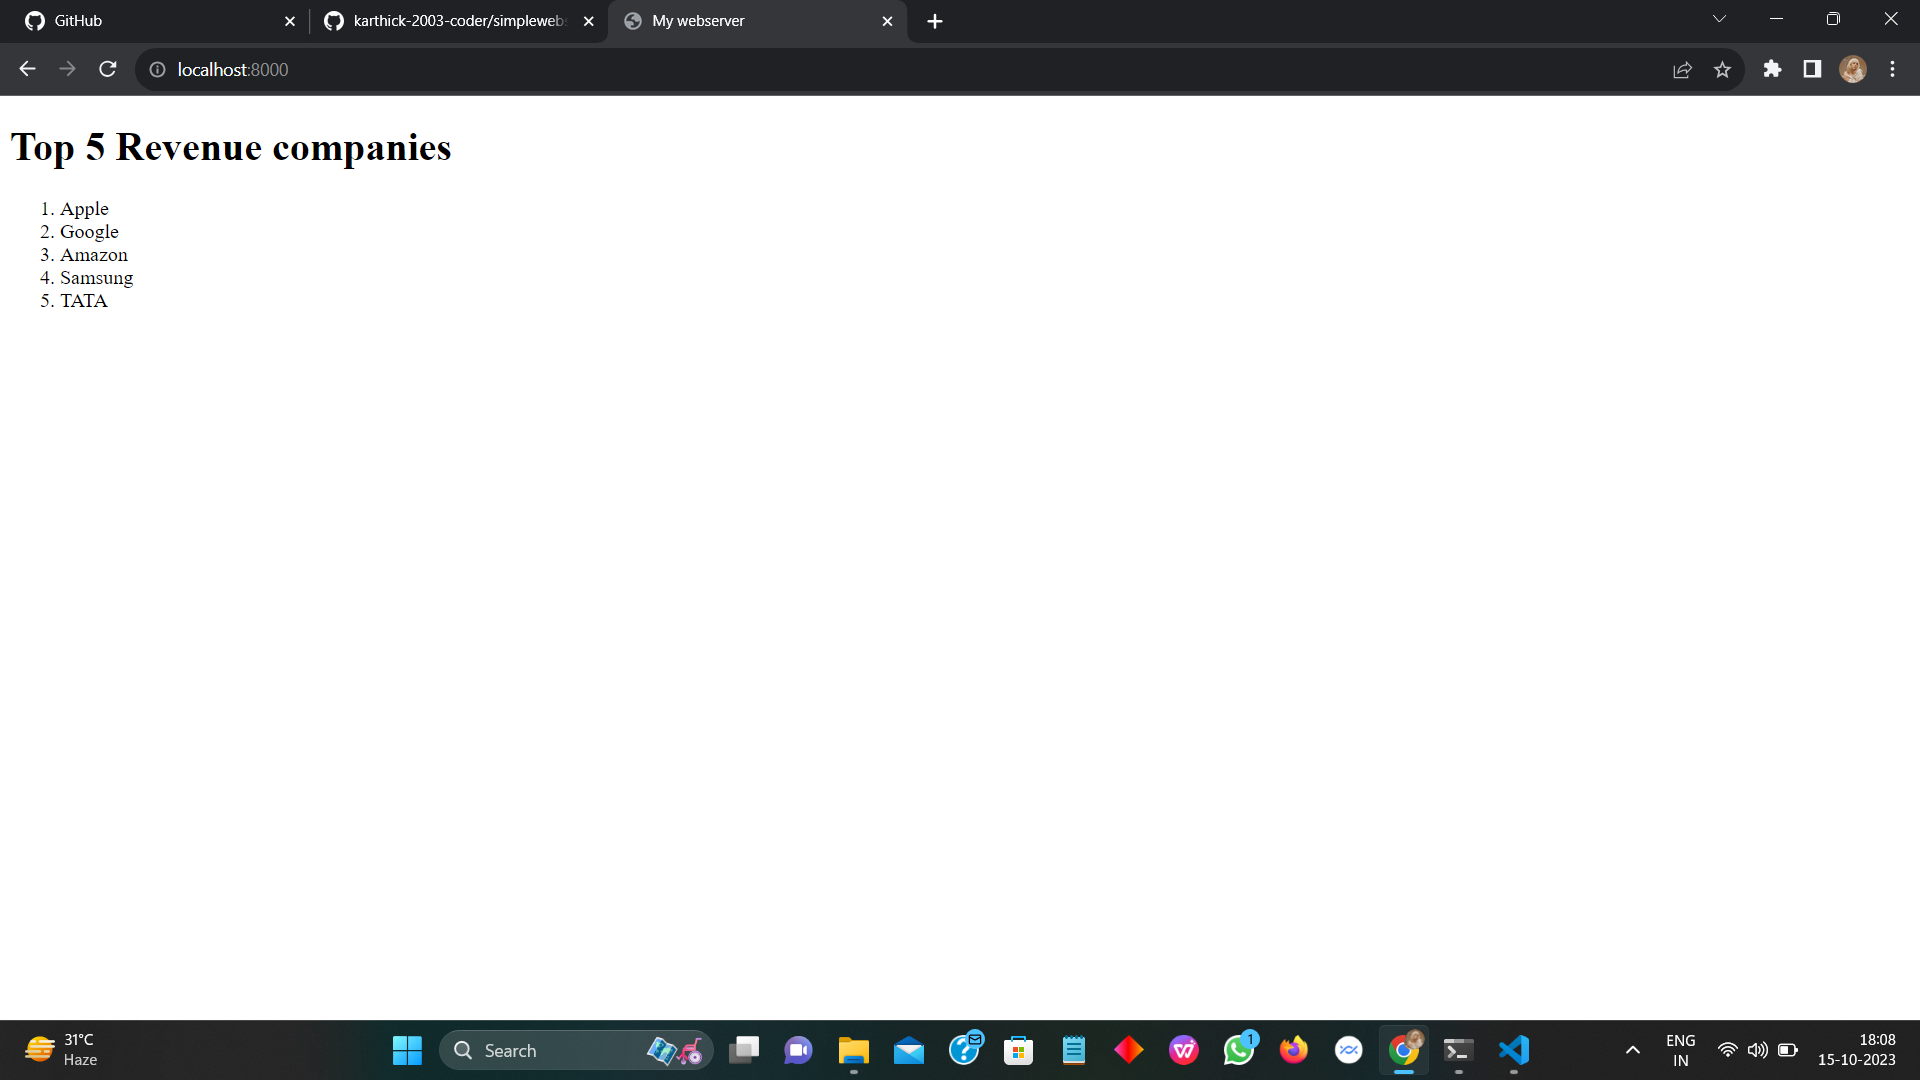 GitHub
karthick-2003-coder/simplewebs
My webserver
localhost:8000
Top 5 Revenue companies
1. Apple
2. Google
3. Amazon
4. Samsung
5. TATA
31°C
Haze
Search
1
ENG
IN
18:08
15-10-2023